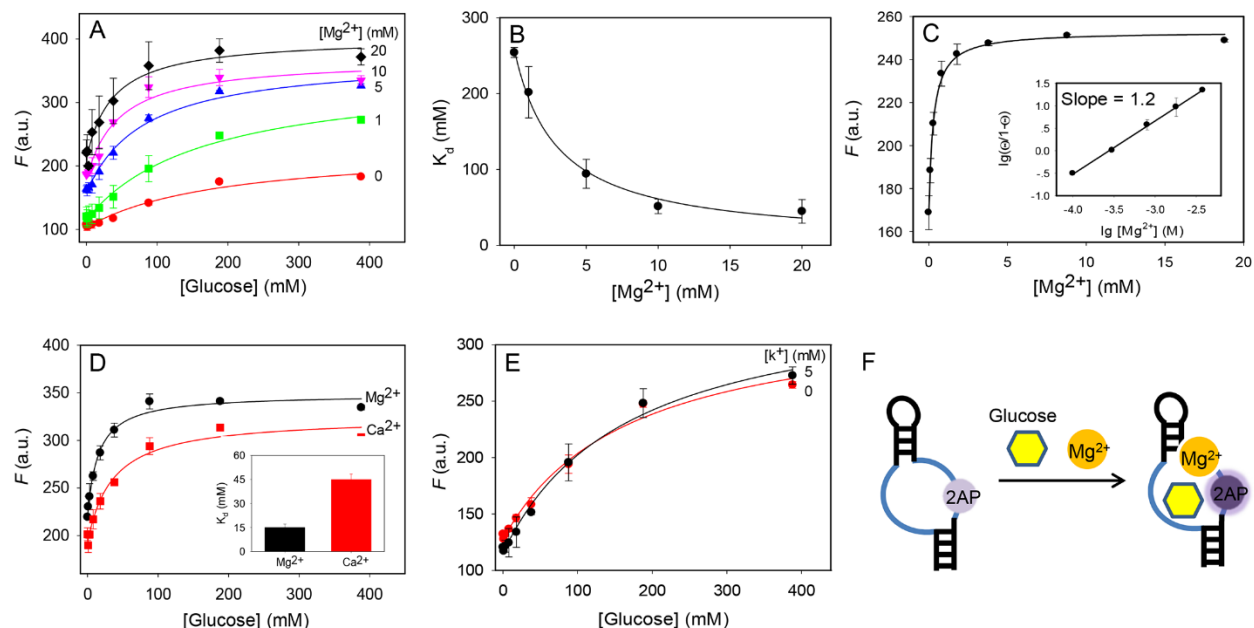 A
[Mg2+] (mM)
20
10
5
1
0
F (a.u.)
400
300
200
100
0 100 200 300 400
[Glucose] (mM)
B
Kd (mM)
300
200
100
0
0 5 10 15 20
[Mg2+] (mM)
C
F (a.u.)
260
240
220
200
180
160
0 5 10 15 20
[Mg2+] (mM)
Slope = 1.2
lg(Θ/1-Θ)
1.5
1.0
.5
0.0
-.5
-1.0
-4.0 -3.5 -3.0 -2.5
lg [Mg2+] (M)
D
F (a.u.)
400
350
300
250
200
Mg2+
Ca2+
Kd (mM)
60
45
30
15
0
Mg2+ Ca2+
0 100 200 300 400
[Glucose] (mM)
E
[k+] (mM)
5
0
F (a.u.)
300
250
200
150
100
0 100 200 300 400
[Glucose] (mM)
F
Glucose
Mg2+
2AP
Mg2+
2AP